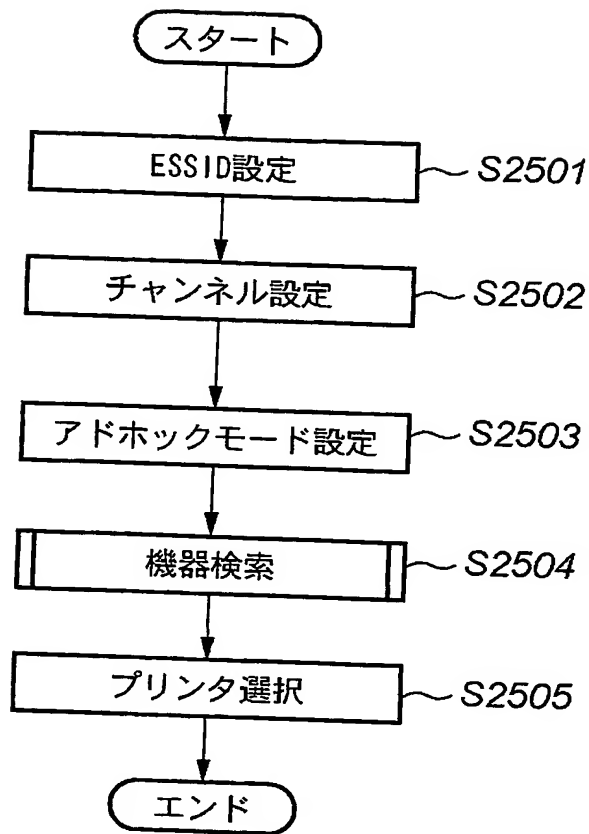 スタート
ESSID設定 S2501
チャンネル設定 S2502
アドホックモード設定 S2503
機器検索 S2504
プリンタ選択 S2505
エンド